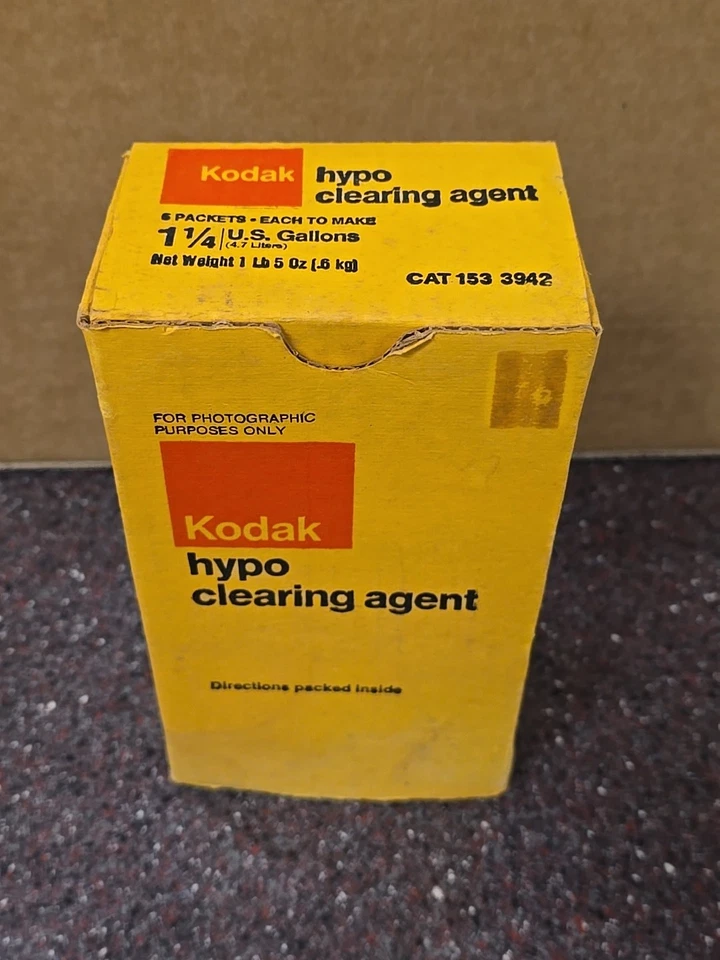 Kodak
hypo
clearing agent
PACKETS • EACH TO MAKE
1 1/4 U.S. Gallons
(4.7 Liters)
Net Weight 1 Lb 5 Oz (.6 kg)
CAT 153 3942
FOR PHOTOGRAPHIC
PURPOSES ONLY
Kodak
hypo
clearing agent
Directions packed inside